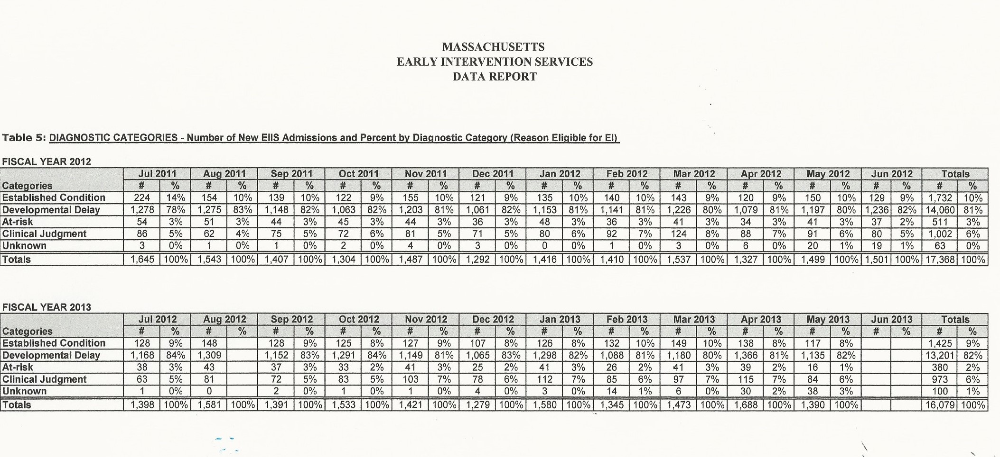 MASSACHUSETTS
EARLY INTERVENTION SERVICES
DATA REPORT
Table 5: DIAGNOSTIC CATEGORIES - Number of New EIIS Admissions and Percent by Diagnostic Category (Reason Eligible for EI)
FISCAL YEAR 2012
Jul 2011 Aug 2011 Sep 2011 Oct 2011 Nov 2011 Dec 2011 Jan 2012 Feb 2012 Mar 2012 Apr 2012 May 2012 Jun 2012 Totals
Categories # % # % # % # % # % # % # % # % # % # % # % # % # %
Established Condition 224 14% 154 10% 139 10% 122 9% 155 10% 121 9% 135 10% 140 10% 143 9% 120 9% 150 10% 129 9% 1,732 10%
Developmental Delay 1,278 78% 1,275 83% 1,148 82% 1,063 82% 1,203 81% 1,061 82% 1,153 81% 1,141 81% 1,226 80% 1,079 81% 1,197 80% 1,236 82% 14,060 81%
At-risk 54 3% 51 3% 44 3% 45 3% 44 3% 36 3% 48 3% 36 3% 41 3% 34 3% 41 3% 37 2% 511 3%
Clinical Judgment 86 5% 62 4% 75 5% 72 6% 81 5% 71 5% 80 6% 92 7% 124 8% 88 7% 91 6% 80 5% 1,002 6%
Unknown 3 0% 1 0% 1 0% 2 0% 4 0% 3 0% 0 0% 1 0% 3 0% 6 0% 20 1% 19 1% 63 0%
Totals 1,645 100% 1,543 100% 1,407 100% 1,304 100% 1,487 100% 1,292 100% 1,416 100% 1,410 100% 1,537 100% 1,327 100% 1,499 100% 1,501 100% 17,368 100%
FISCAL YEAR 2013
Jul 2012 Aug 2012 Sep 2012 Oct 2012 Nov 2012 Dec 2012 Jan 2013 Feb 2013 Mar 2013 Apr 2013 May 2013 Jun 2013 Totals
Categories # % # % # % # % # % # % # % # % # % # % # % # % # %
Established Condition 128 9% 148 128 9% 125 8% 127 9% 107 8% 126 8% 132 10% 149 10% 138 8% 117 8% 1,425 9%
Developmental Delay 1,168 84% 1,309 1,152 83% 1,291 84% 1,149 81% 1,065 83% 1,298 82% 1,088 81% 1,180 80% 1,366 81% 1,135 82% 13,201 82%
At-risk 38 3% 43 37 3% 33 2% 41 3% 25 2% 41 3% 26 2% 41 3% 39 2% 16 1% 380 2%
Clinical Judgment 63 5% 81 72 5% 83 5% 103 7% 78 6% 112 7% 85 6% 97 7% 115 7% 84 6% 973 6%
Unknown 1 0% 0 2 0% 1 0% 1 0% 4 0% 3 0% 14 1% 6 0% 30 2% 38 3% 100 1%
Totals 1,398 100% 1,581 100% 1,391 100% 1,533 100% 1,421 100% 1,279 100% 1,580 100% 1,345 100% 1,473 100% 1,688 100% 1,390 100% 16,079 100%